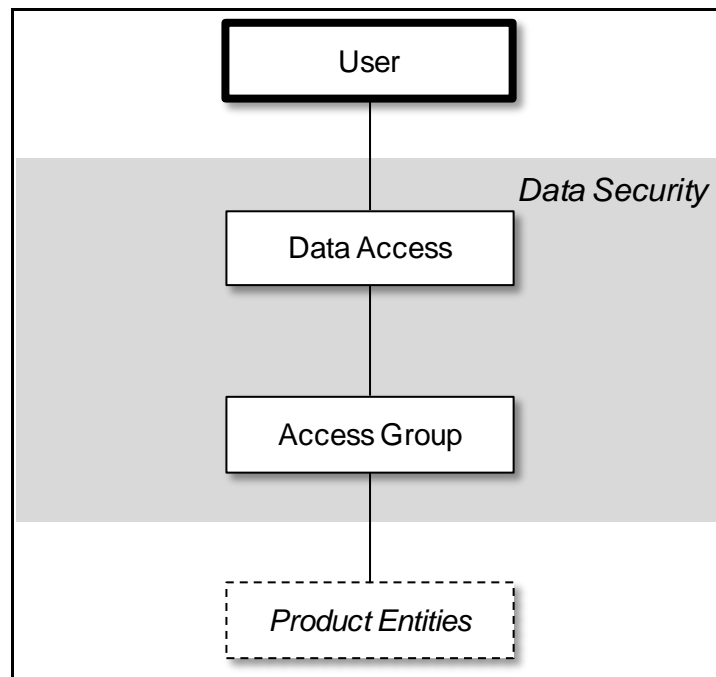 User
Data Security
Data Access
Access Group
Product Entities